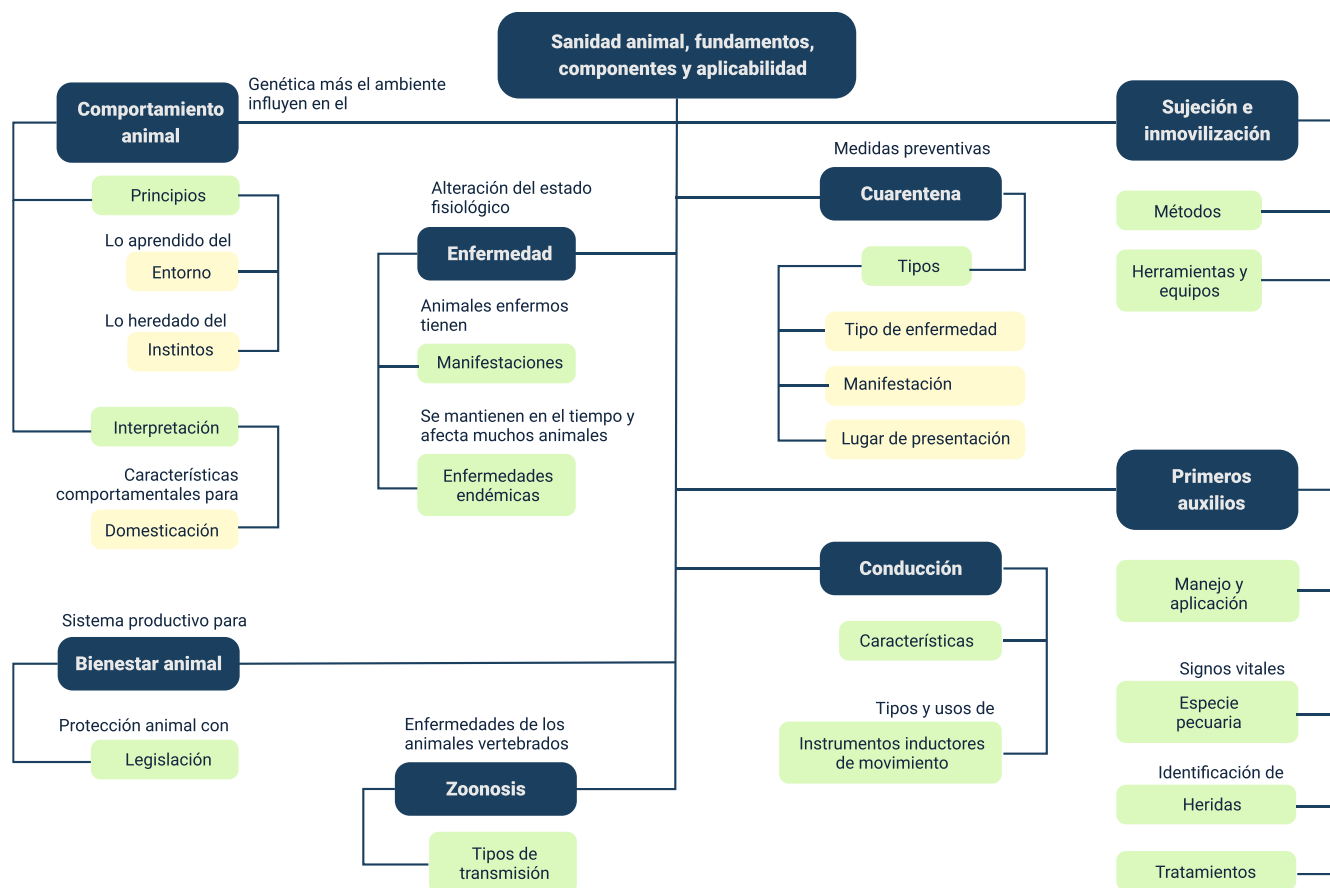 Sanidad animal, fundamentos,
componentes y aplicabilidad
Genética más el ambiente
influyen en el
Comportamiento
animal
Principios
Lo aprendido del
Entorno
Lo heredado del
Instintos
Interpretación
Características
comportamentales para
Domesticación
Sistema productivo para
Bienestar animal
Protección animal con
Legislación
Alteración del estado
fisiológico
Enfermedad
Animales enfermos
tienen
Manifestaciones
Se mantienen en el tiempo y
afecta muchos animales
Enfermedades
endémicas
Enfermedades de los
animales vertebrados
Zoonosis
Tipos de
transmisión
Medidas preventivas
Cuarentena
Tipos
Tipo de enfermedad
Manifestación
Lugar de presentación
Conducción
Características
Tipos y usos de
Instrumentos inductores
de movimiento
Sujeción e
inmovilización
Métodos
Herramientas y
equipos
Primeros
auxilios
Manejo y
aplicación
Signos vitales
Especie
pecuaria
Identificación de
Heridas
Tratamientos